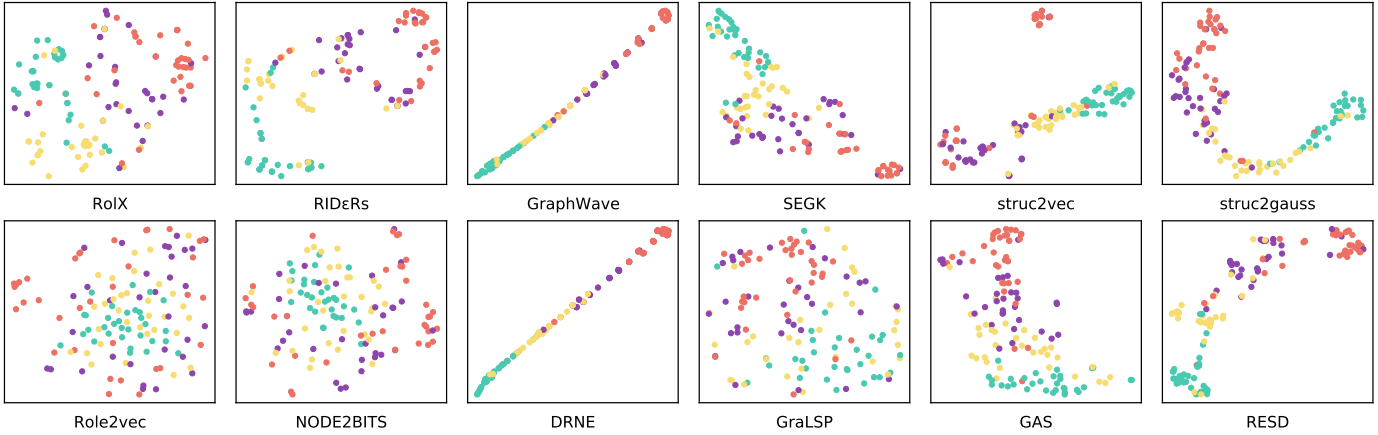 RolX
RIDεRs
GraphWave
SEGK
struc2vec
struc2gauss
Role2vec
NODE2BITS
DRNE
GraLSP
GAS
RESD